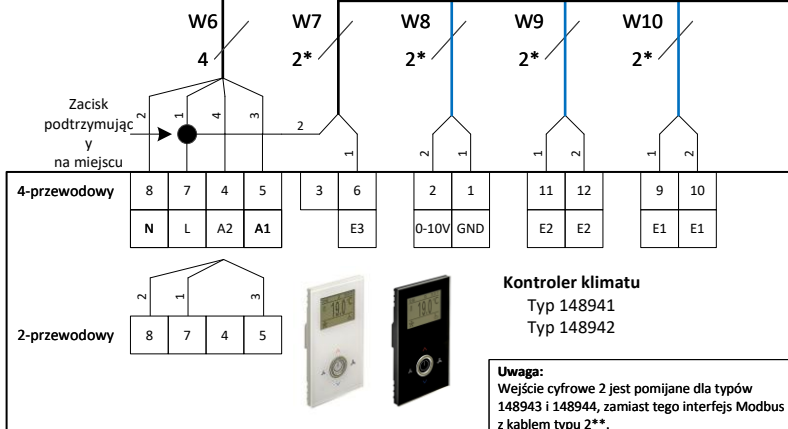 W6 W7 W8 W9 W10
4 2* 2* 2* 2*
Zacisk
podtrzymując
y
na miejscu
2 1 4 3 2 1 2 1 1 2 1 2
4-przewodowy 8 7 4 5 3 6 2 1 11 12 9 10
N L A2 A1 E3 0-10V GND E2 E2 E1 E1
2 1 3
2-przewodowy 8 7 4 5
19.0 19.0
Kontroler klimatu
Typ 148941
Typ 148942
Uwaga:
Wejście cyfrowe 2 jest pomijane dla typów
148943 i 148944, zamiast tego interfejs Modbus
z kablem typu 2**.